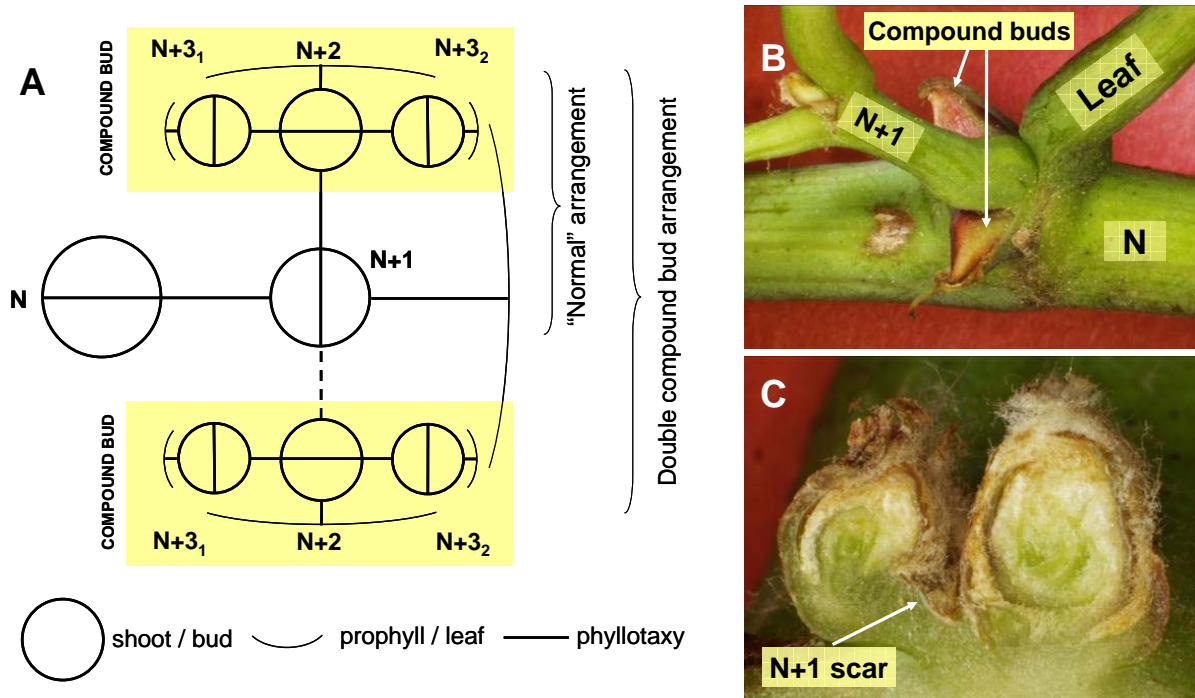 A
COMPOUND BUD
N+3₁
N+2
N+3₂
N
N+1
"Normal" arrangement
Double compound bud arrangement
COMPOUND BUD
N+3₁
N+2
N+3₂
shoot / bud
prophyll / leaf
phyllotaxy
B
Compound buds
Leaf
N+1
N
C
N+1 scar